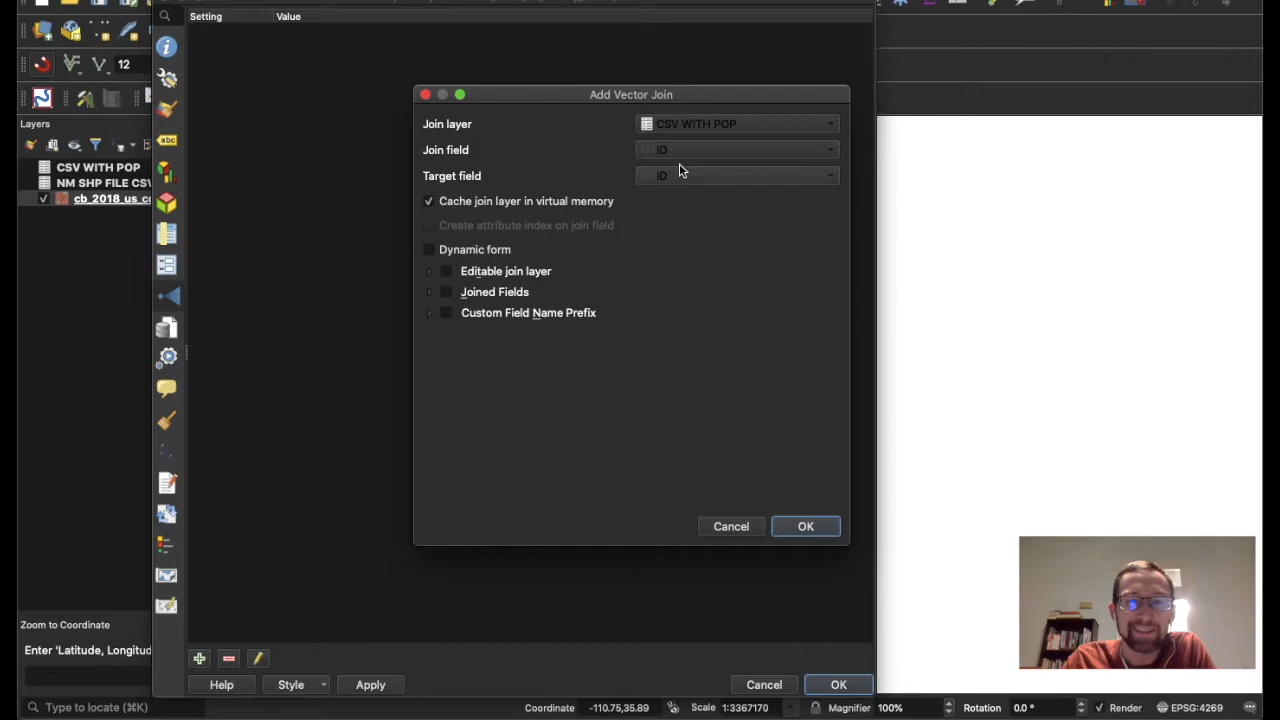 Setting Value
12
abc
Add Vector Join
Join layer CSV WITH POP
Join field ID
Target field ID
Cache join layer in virtual memory
Create attribute index on join field
Dynamic form
Editable join layer
Joined Fields
Custom Field Name Prefix
Cancel OK
Layers
CSV WITH POP
NM SHP FILE CSV
cb_2018_us_co
Zoom to Coordinate
Enter 'Latitude, Longitud
Help Style Apply Cancel OK
Type to locate (⌘K) Coordinate -110.75,35.89 Scale 1:3367170 Magnifier 100% Rotation 0.0 ° Render EPSG:4269